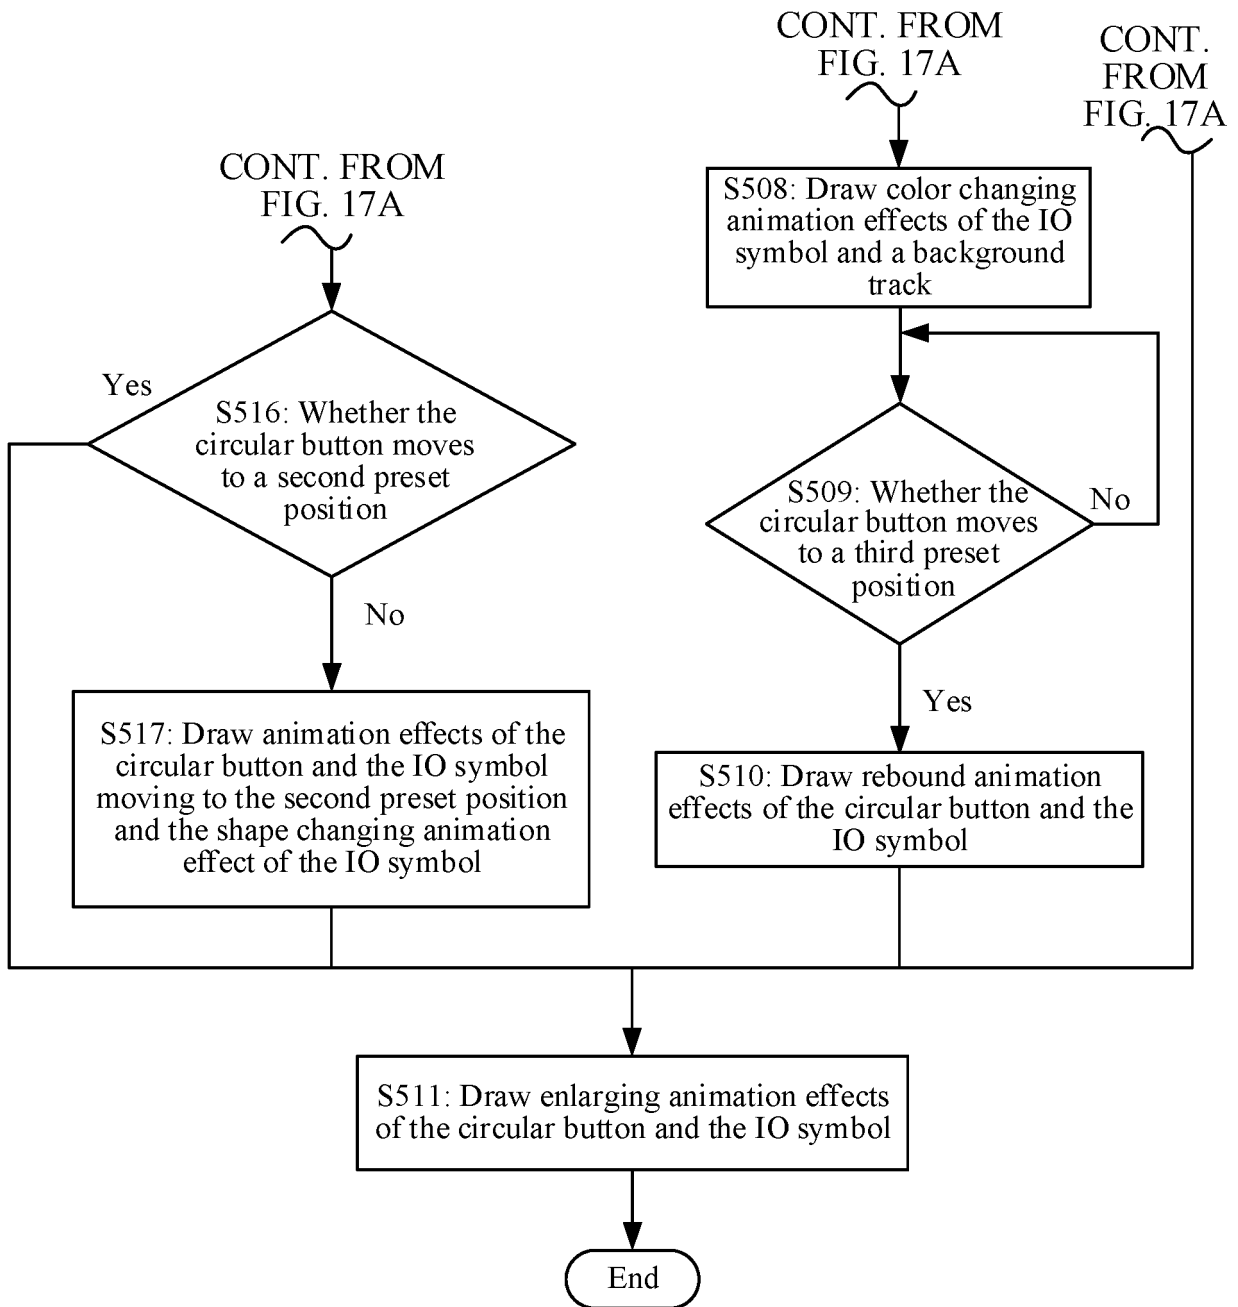 CONT. FROM
FIG. 17A
CONT.
FROM
FIG. 17A
CONT. FROM
FIG. 17A
S508: Draw color changing
animation effects of the IO
symbol and a background
track
Yes
S516: Whether the
circular button moves
to a second preset
position
No
S509: Whether the
circular button moves
to a third preset
position
No
Yes
S517: Draw animation effects of the
circular button and the IO symbol
moving to the second preset position
and the shape changing animation
effect of the IO symbol
S510: Draw rebound animation
effects of the circular button and the
IO symbol
S511: Draw enlarging animation effects
of the circular button and the IO symbol
End